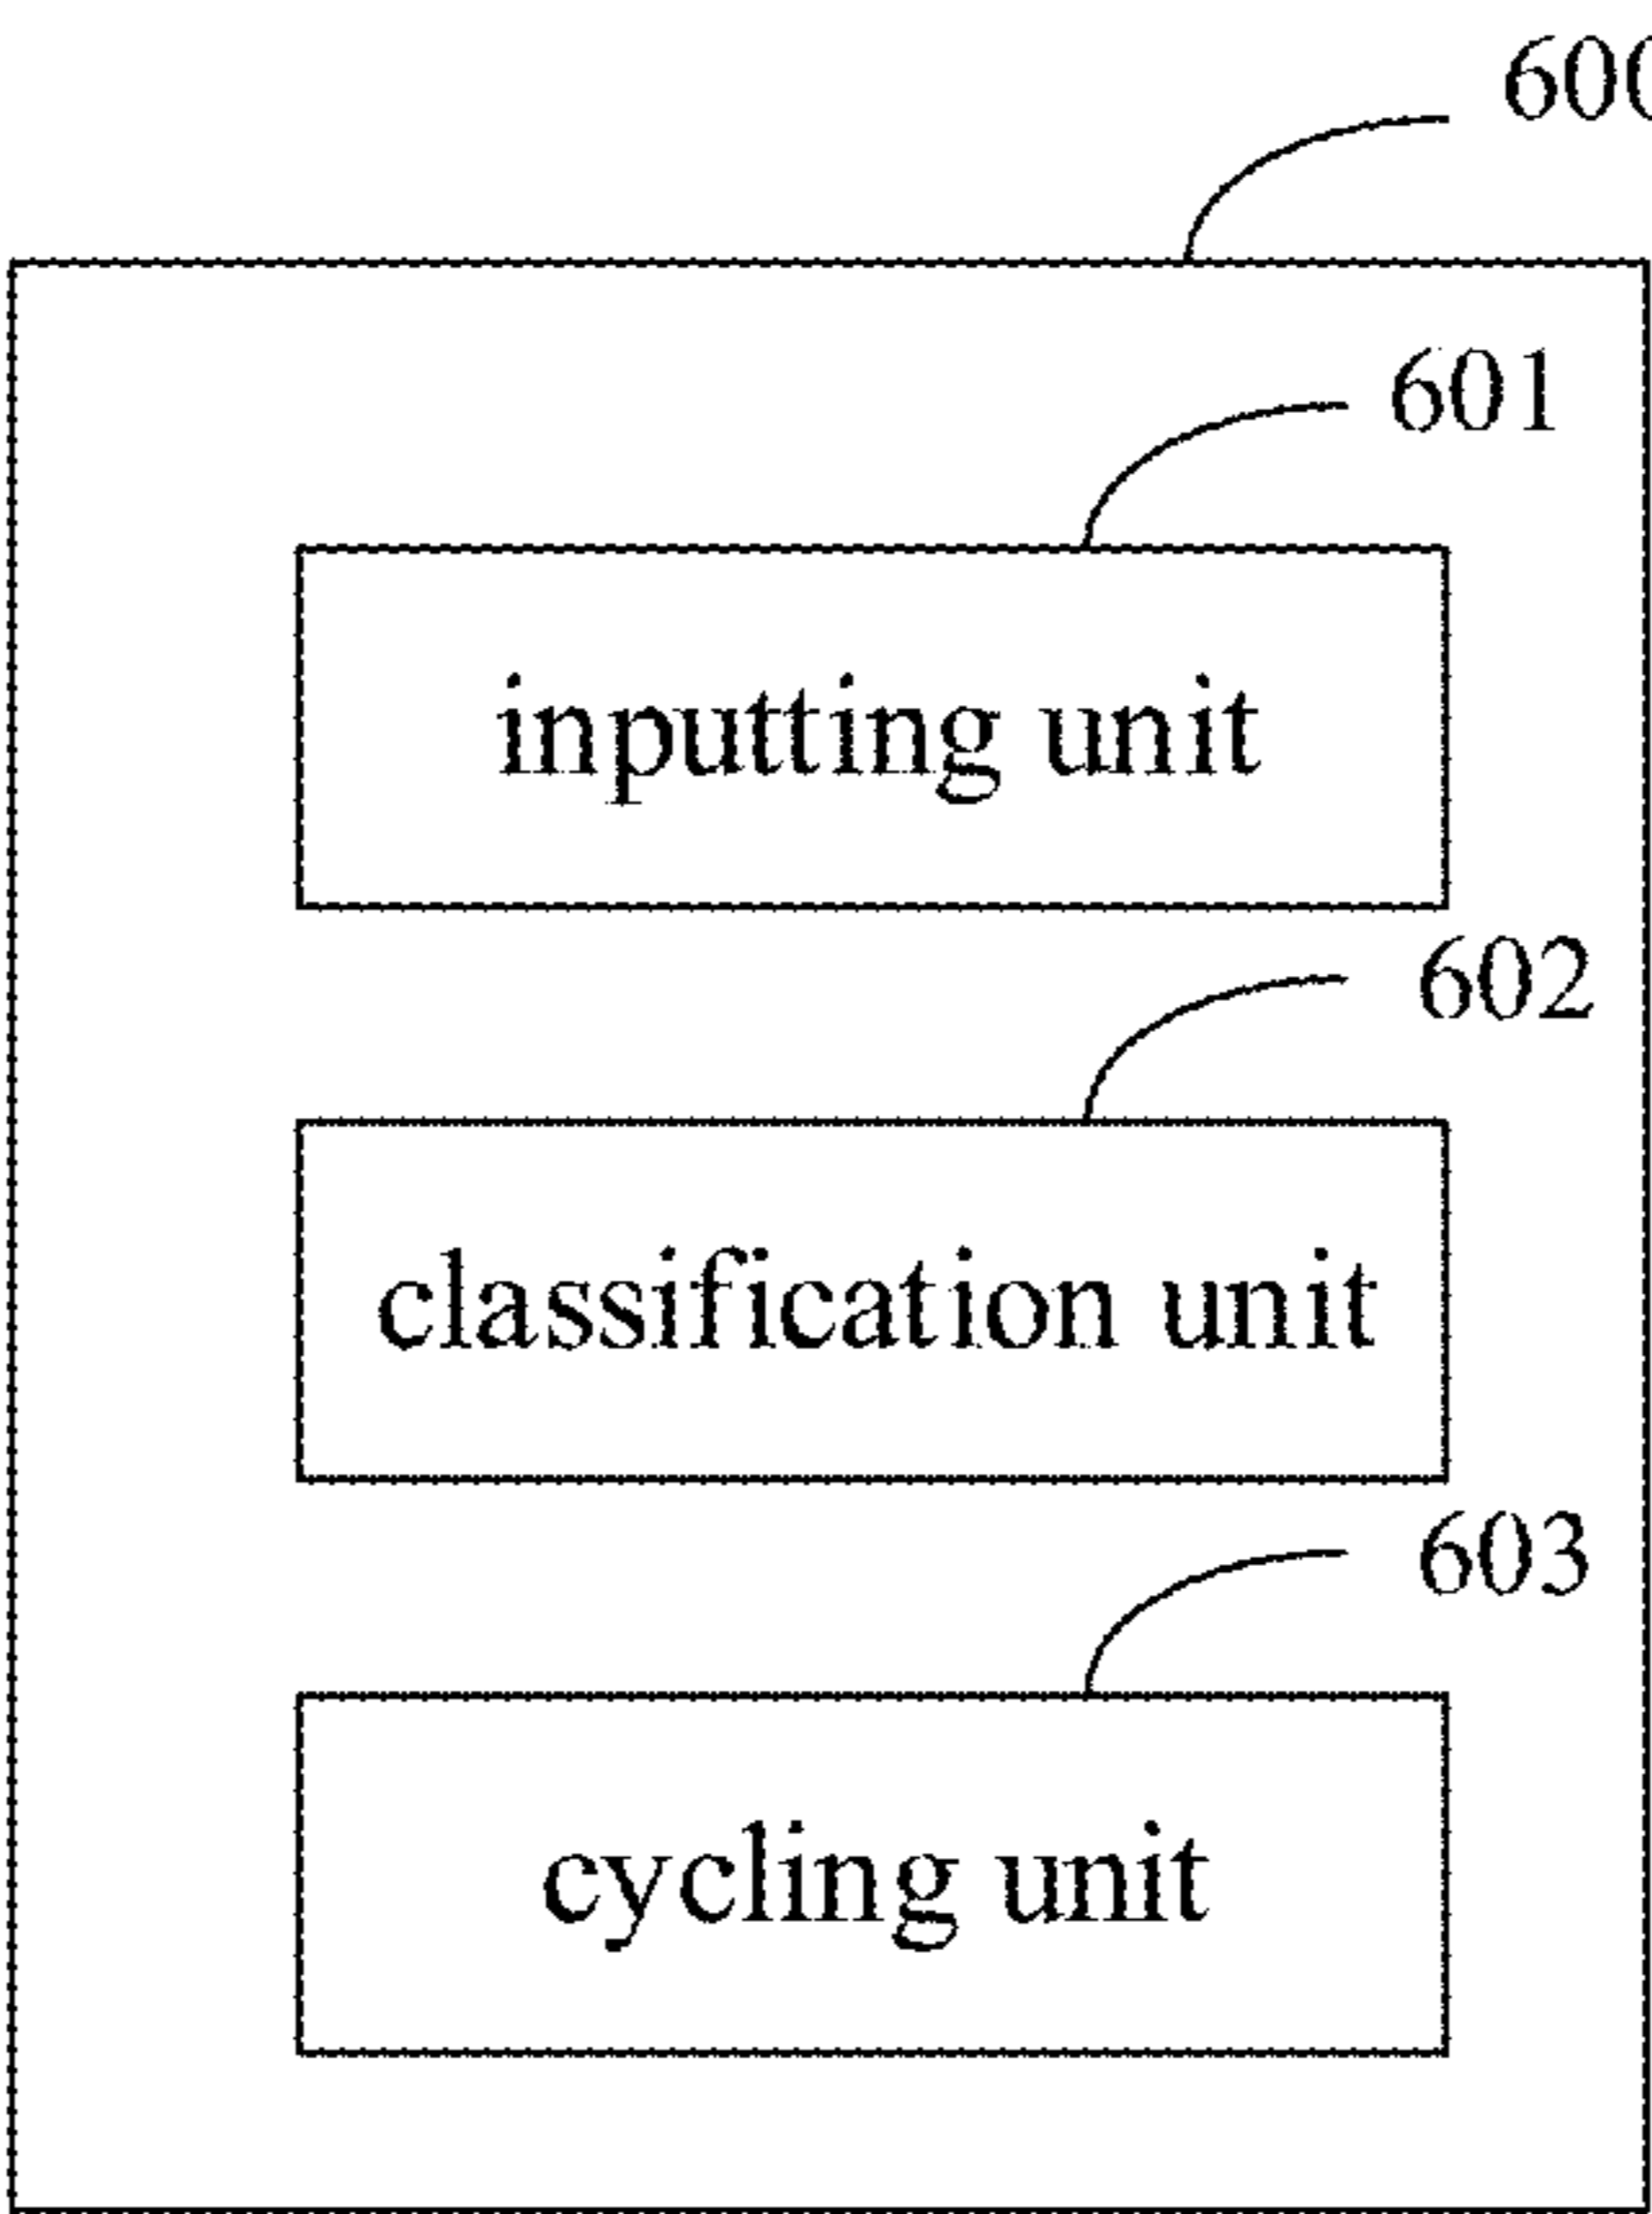 600
601
inputting unit
602
classification unit
603
cycling unit